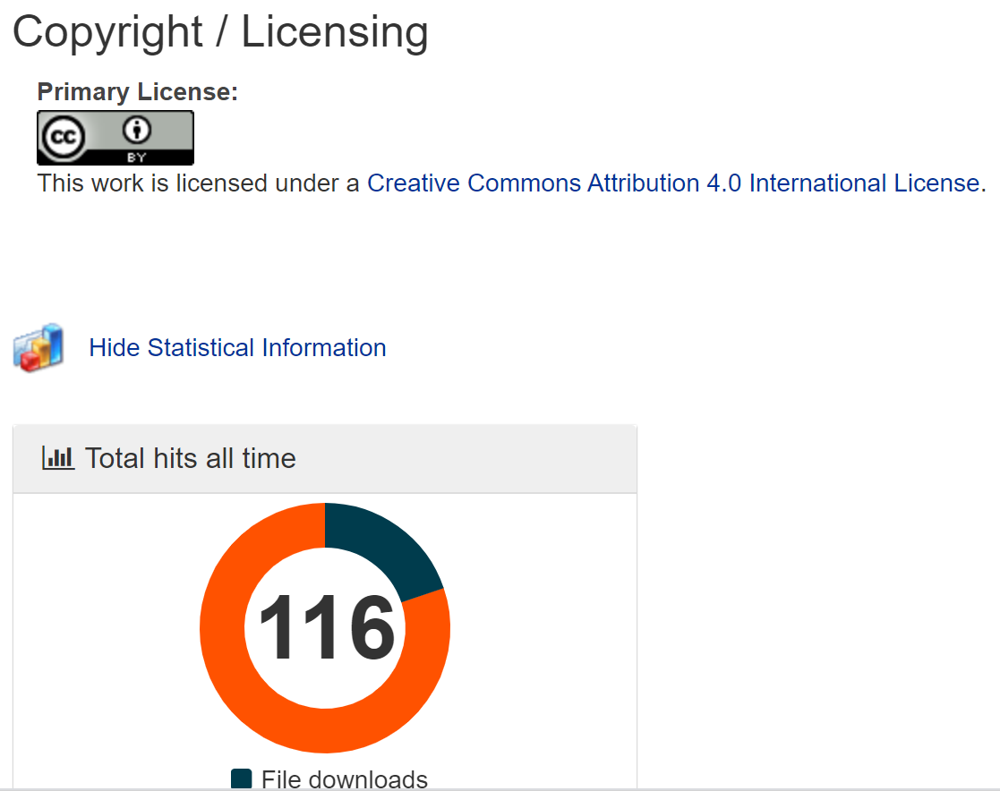 Copyright / Licensing
Primary License:
cc
BY
This work is licensed under a Creative Commons Attribution 4.0 International License.
Hide Statistical Information
Total hits all time
116
File downloads